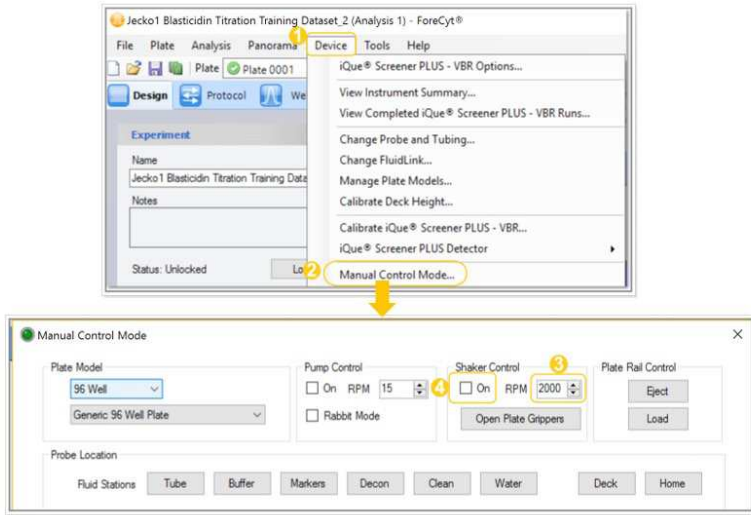 Jecko1 Blasticidin Titration Training Dataset_2 (Analysis 1) - ForeCyt®
File Plate Analysis Panorama 1 Device Tools Help
Plate Plate 0001
Design Protocol We
Experiment
Name
Jecko1 Blasticidin Titration Training Data
Notes
Status: Unlocked Lo
iQue® Screener PLUS - VBR Options...
View Instrument Summary...
View Completed iQue® Screener PLUS - VBR Runs...
Change Probe and Tubing...
Change FluidLink...
Manage Plate Models...
Calibrate Deck Height...
Calibrate iQue® Screener PLUS - VBR...
iQue® Screener PLUS Detector
2 Manual Control Mode...
Manual Control Mode
Plate Model
96 Well
Generic 96 Well Plate
Pump Control
On RPM 15
Rabbit Mode
Shaker Control 3
4 On RPM 2000
Open Plate Grippers
Plate Rail Control
Eject
Load
Probe Location
Fluid Stations Tube Buffer Markers Decon Clean Water Deck Home